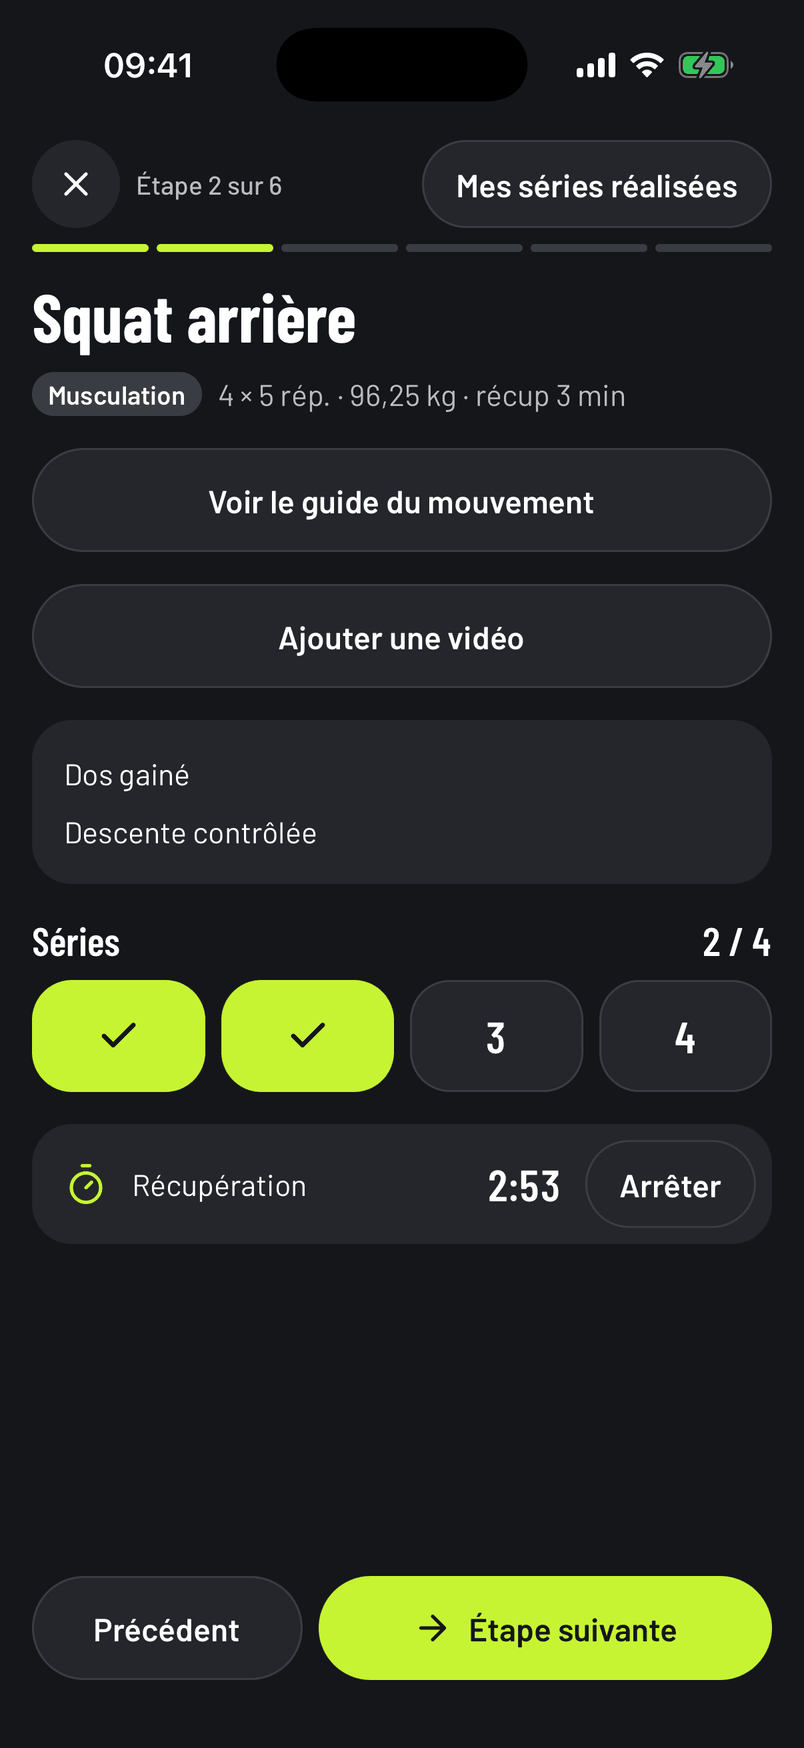 09:41
Étape 2 sur 6
Mes séries réalisées
Squat arrière
Musculation
4 × 5 rép. · 96,25 kg · récup 3 min
Voir le guide du mouvement
Ajouter une vidéo
Dos gainé
Descente contrôlée
Séries
2 / 4
3
4
Récupération
2:53
Arrêter
Précédent
Étape suivante